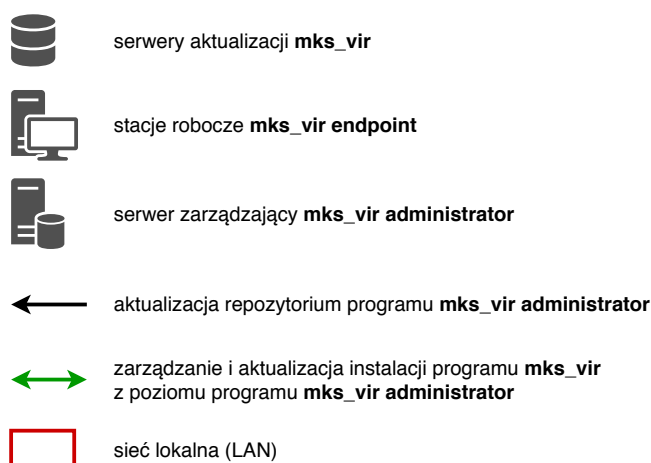 serwery aktualizacji mks_vir
stacje robocze mks_vir endpoint
serwer zarządzający mks_vir administrator
aktualizacja repozytorium programu mks_vir administrator
zarządzanie i aktualizacja instalacji programu mks_vir
z poziomu programu mks_vir administrator
sieć lokalna (LAN)